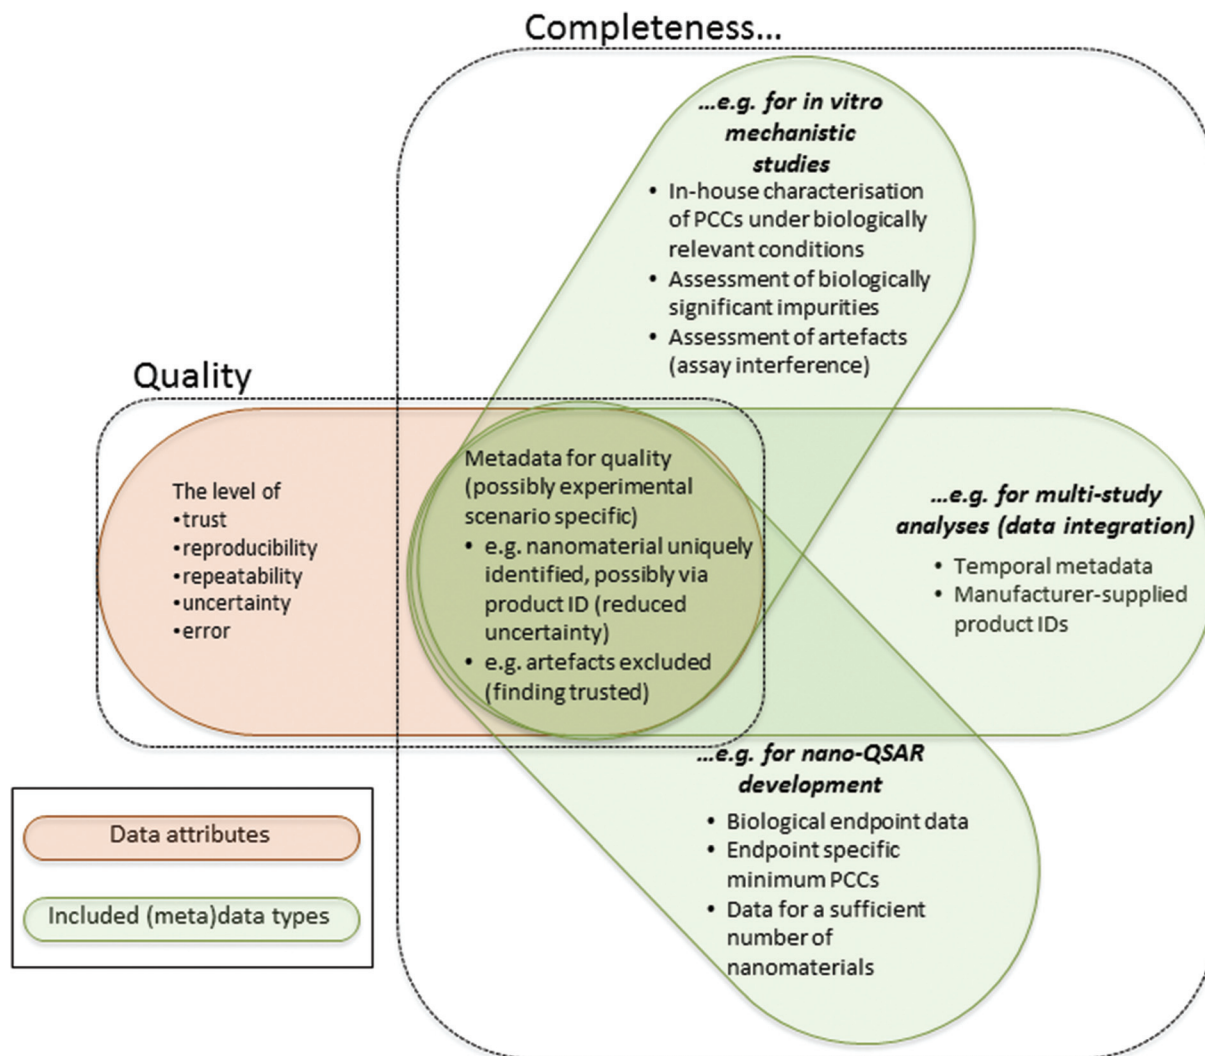 Completeness...
...e.g. for in vitro
mechanistic
studies
• In-house characterisation
of PCCs under biologically
relevant conditions
• Assessment of biologically
significant impurities
• Assessment of artefacts
(assay interference)
Quality
The level of
•trust
•reproducibility
•repeatability
•uncertainty
•error
Metadata for quality
(possibly experimental
scenario specific)
• e.g. nanomaterial uniquely
identified, possibly via
product ID (reduced
uncertainty)
• e.g. artefacts excluded
(finding trusted)
...e.g. for multi-study
analyses (data integration)
• Temporal metadata
• Manufacturer-supplied
product IDs
...e.g. for nano-QSAR
development
• Biological endpoint data
• Endpoint specific
minimum PCCs
• Data for a sufficient
number of
nanomaterials
Data attributes
Included (meta)data types